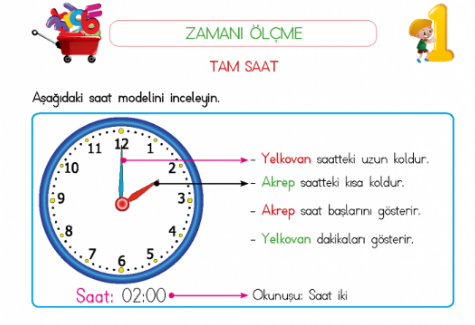 ZAMANI ÖLÇME
1
TAM SAAT
Aşağıdaki saat modelini inceleyin.
12
1
2
3
4
5
6
7
8
9
10
11
- Yelkovan saatteki uzun koldur.
- Akrep saatteki kısa koldur.
- Akrep saat başlarını gösterir.
- Yelkovan dakikaları gösterir.
Saat: 02:00
Okunuşu: Saat iki